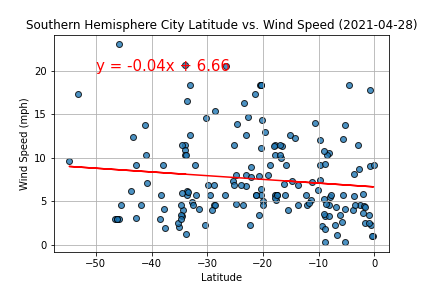 Southern Hemisphere City Latitude vs. Wind Speed (2021-04-28)
y = -0.04x + 6.66
20
15
10
5
0
Wind Speed (mph)
−50
−40
−30
−20
−10
0
Latitude